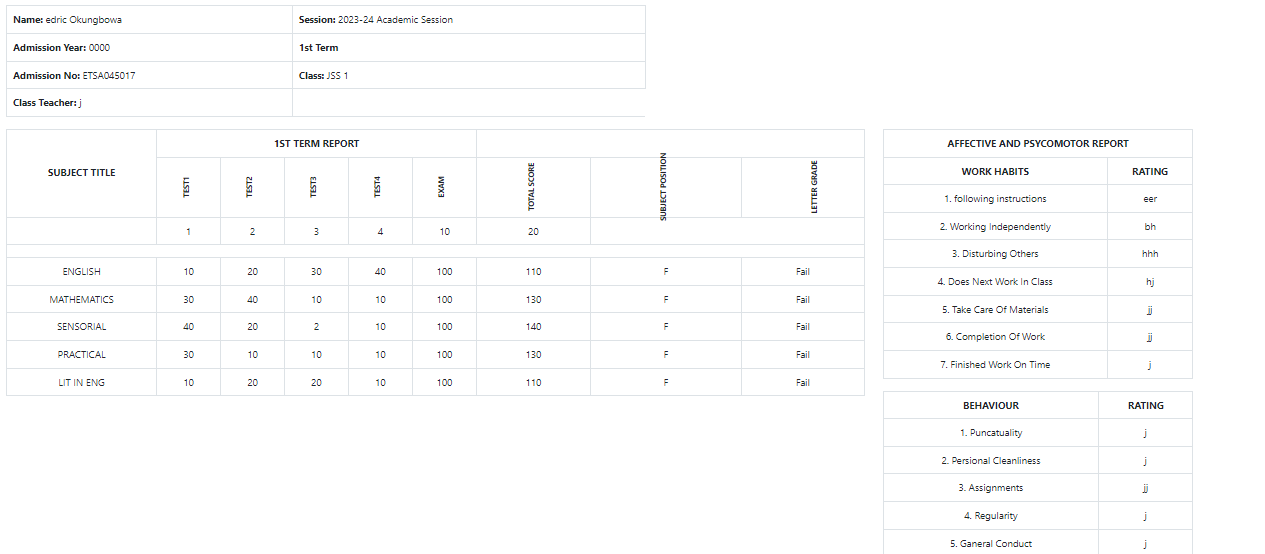 Name: edric Okungbowa
Session: 2023-24 Academic Session
Admission Year: 0000
1st Term
Admission No: ETSA045017
Class: JSS 1
Class Teacher: j
SUBJECT TITLE
1ST TERM REPORT
TEST1
TEST2
TEST3
TEST4
EXAM
TOTAL SCORE
SUBJECT POSITION
LETTER GRADE
1 2 3 4 10 20
ENGLISH 10 20 30 40 100 110 F Fail
MATHEMATICS 30 40 10 10 100 130 F Fail
SENSORIAL 40 20 2 10 100 140 F Fail
PRACTICAL 30 10 10 10 100 130 F Fail
LIT IN ENG 10 20 20 10 100 110 F Fail
AFFECTIVE AND PSYCOMOTOR REPORT
WORK HABITS RATING
1. following instructions eer
2. Working Independently bh
3. Disturbing Others hhh
4. Does Next Work In Class hj
5. Take Care Of Materials jj
6. Completion Of Work jj
7. Finished Work On Time j
BEHAVIOUR RATING
1. Puncatuality j
2. Persional Cleanliness j
3. Assignments jj
4. Regularity j
5. Ganeral Conduct j